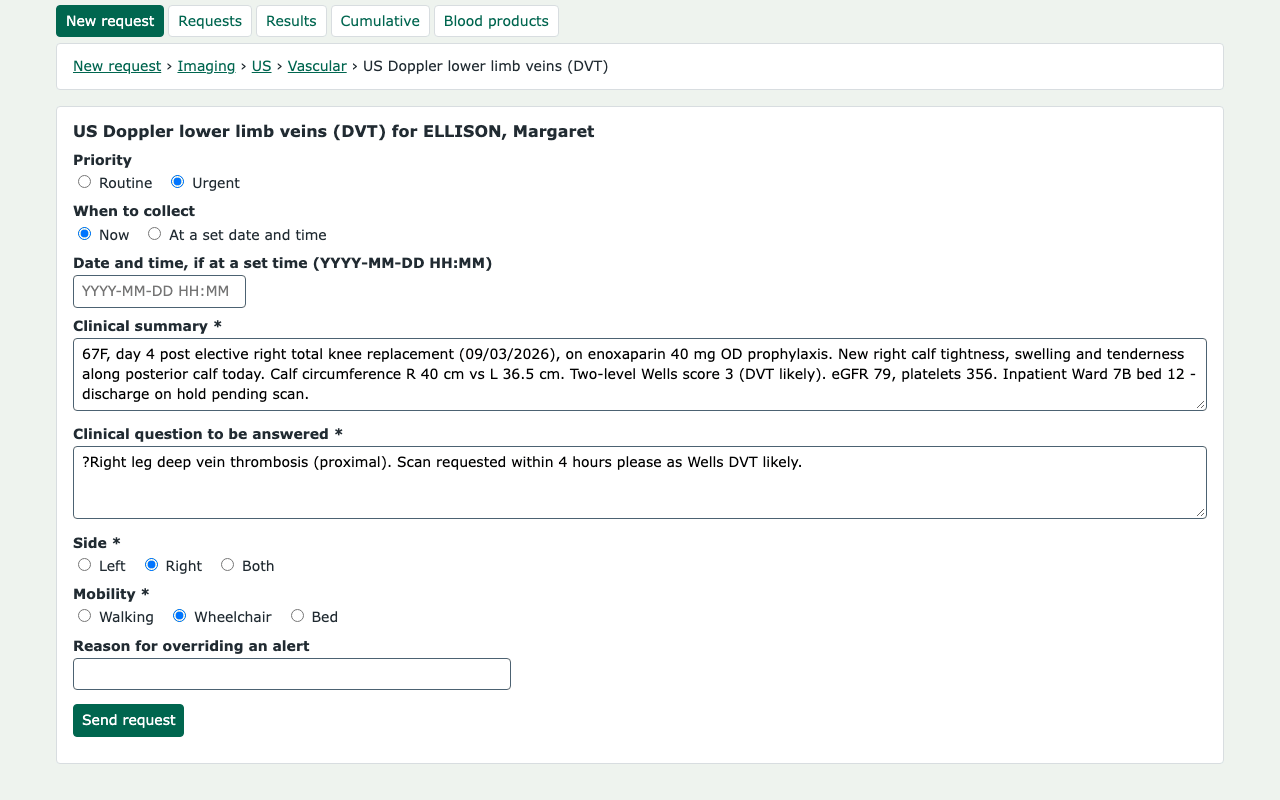 New request Requests Results Cumulative Blood products
New request › Imaging › US › Vascular › US Doppler lower limb veins (DVT)
US Doppler lower limb veins (DVT) for ELLISON, Margaret
Priority
Routine Urgent
When to collect
Now At a set date and time
Date and time, if at a set time (YYYY-MM-DD HH:MM)
YYYY-MM-DD HH:MM
Clinical summary *
67F, day 4 post elective right total knee replacement (09/03/2026), on enoxaparin 40 mg OD prophylaxis. New right calf tightness, swelling and tenderness
along posterior calf today. Calf circumference R 40 cm vs L 36.5 cm. Two-level Wells score 3 (DVT likely). eGFR 79, platelets 356. Inpatient Ward 7B bed 12 -
discharge on hold pending scan.
Clinical question to be answered *
?Right leg deep vein thrombosis (proximal). Scan requested within 4 hours please as Wells DVT likely.
Side *
Left Right Both
Mobility *
Walking Wheelchair Bed
Reason for overriding an alert
Send request